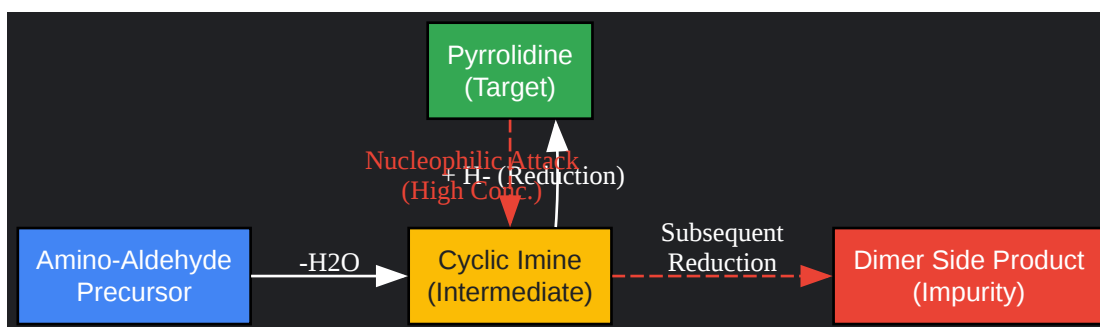 Pyrrolidine
(Target)
Nucleophilic Attack
(High Conc.)
+ H- (Reduction)
Amino-Aldehyde
Precursor
-H2O
Cyclic Imine
(Intermediate)
Subsequent
Reduction
Dimer Side Product
(Impurity)